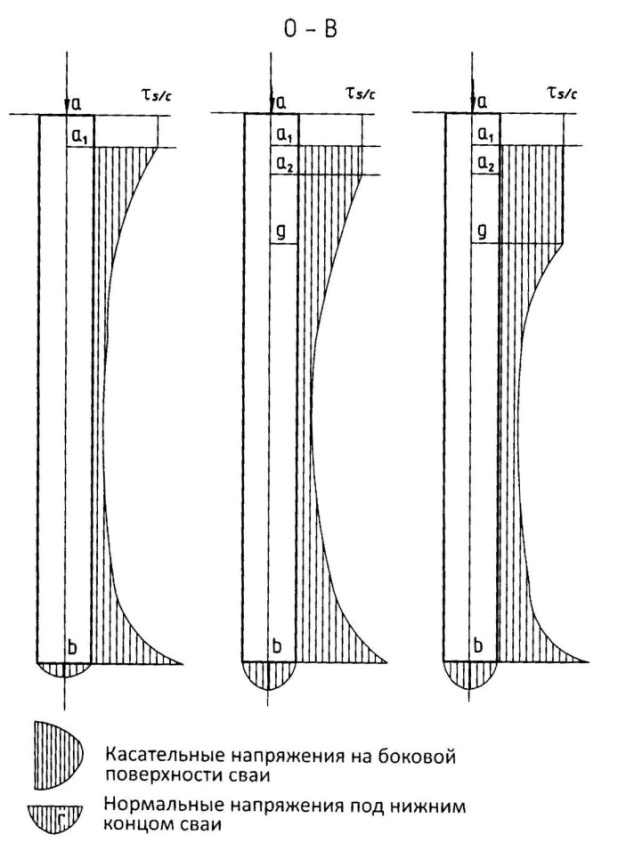 О - В
a τs/c a τs/c a τs/c
a1 a1 a1
a2 a2
g g
b b b
Касательные напряжения на боковой
поверхности сваи
Нормальные напряжения под нижним
концом сваи